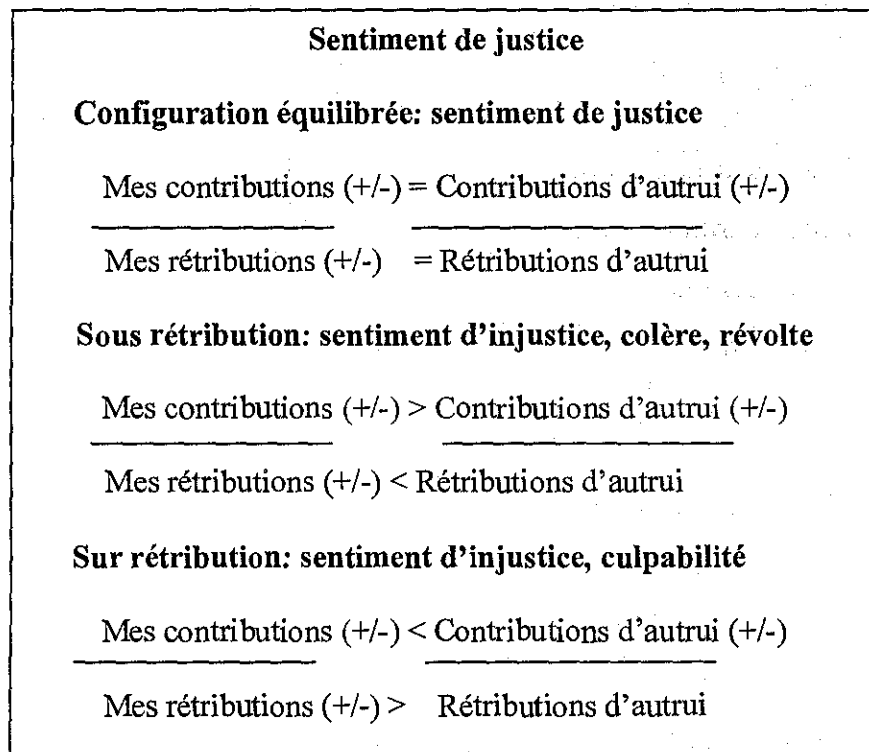 Sentiment de justice
Configuration équilibrée: sentiment de justice
Mes contributions (+/-) = Contributions d'autrui (+/-)
Mes rétributions (+/-) = Rétributions d'autrui
Sous rétribution: sentiment d'injustice, colère, révolte
Mes contributions (+/-) > Contributions d'autrui (+/-)
Mes rétributions (+/-) < Rétributions d'autrui
Sur rétribution: sentiment d'injustice, culpabilité
Mes contributions (+/-) < Contributions d'autrui (+/-)
Mes rétributions (+/-) > Rétributions d'autrui